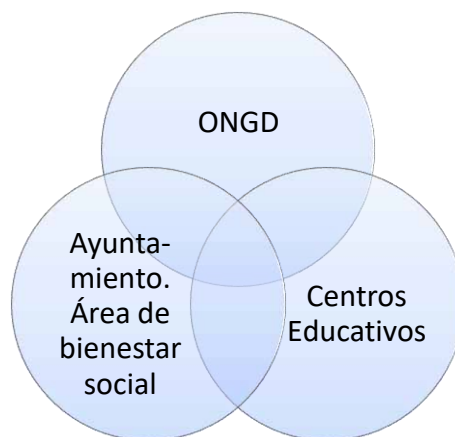 ONGD
Ayunta-
miento.
Área de
bienestar
social
Centros
Educativos